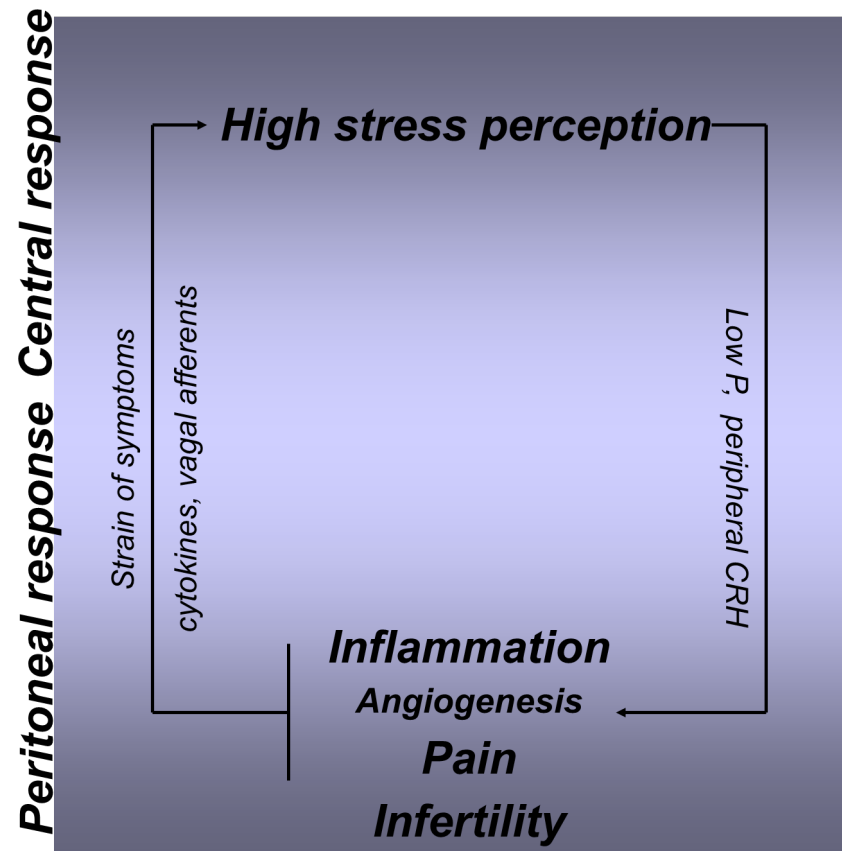 Central response
Peritoneal response
High stress perception
Strain of symptoms
cytokines, vagal afferents
Low P, peripheral CRH
Inflammation
Angiogenesis
Pain
Infertility